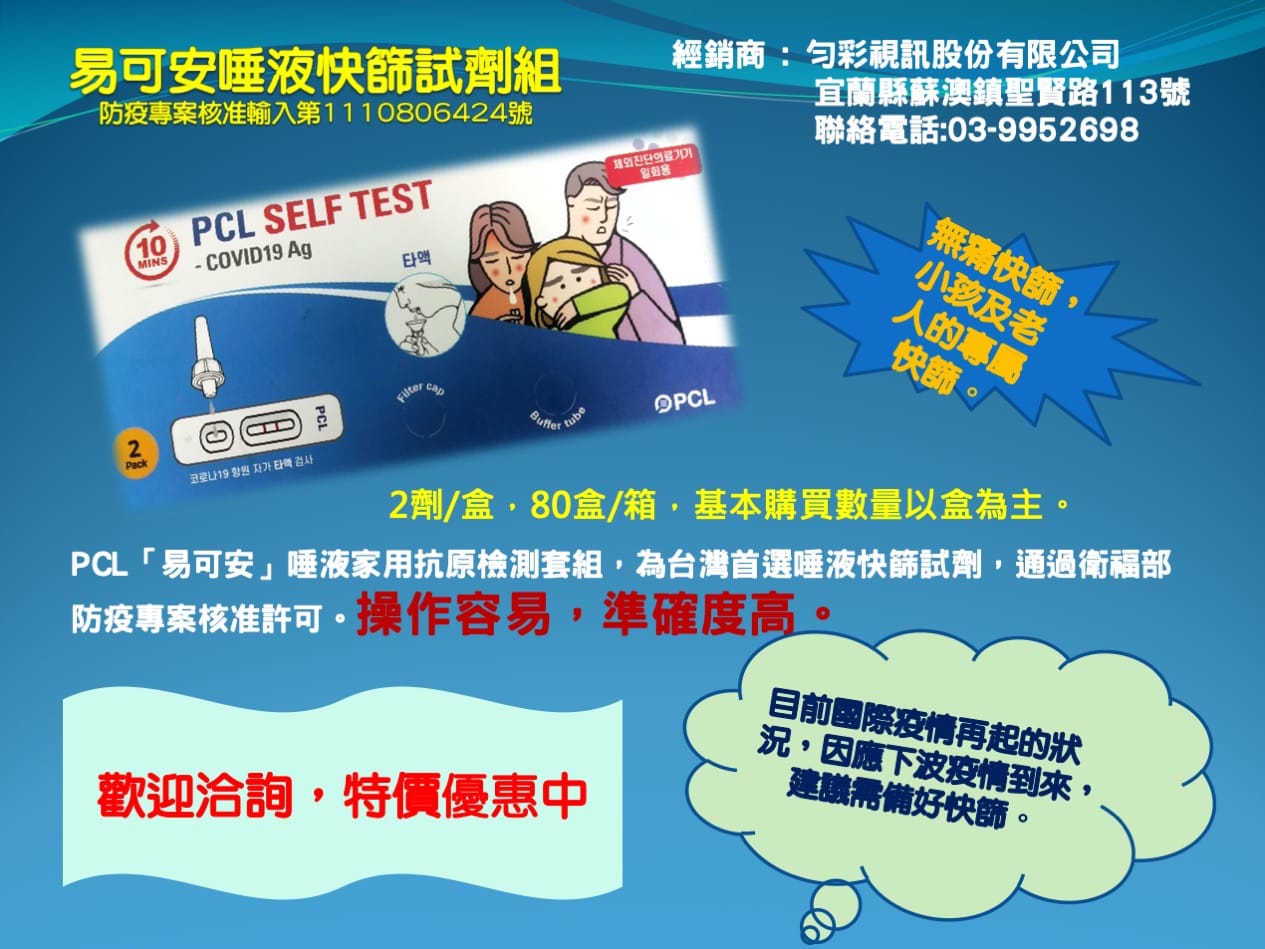 易可安唾液快篩試劑組
防疫專案核准輸入第1110806424號
經銷商 : 勻彩視訊股份有限公司
宜蘭縣蘇澳鎮聖賢路113號
聯絡電話:03-9952698
체외진단의료기기
일회용
10
MINS
PCL SELF TEST
- COVID19 Ag
타액
Filter cap
Buffer tube
PCL
PCL
2
Pack
코로나19 항원 자가 타액 검사
無痛快師，
小孩及老
人的專屬
快師。
2劑/盒，80盒/箱，基本購買數量以盒為主。
PCL「易可安」唾液家用抗原檢測套組，為台灣首選唾液快篩試劑，通過衛福部
防疫專案核准許可。操作容易，準確度高。
歡迎洽詢，特價優惠中
目前國際疫情再起的狀
況，因應下波疫情到來，
建議需備好快師。